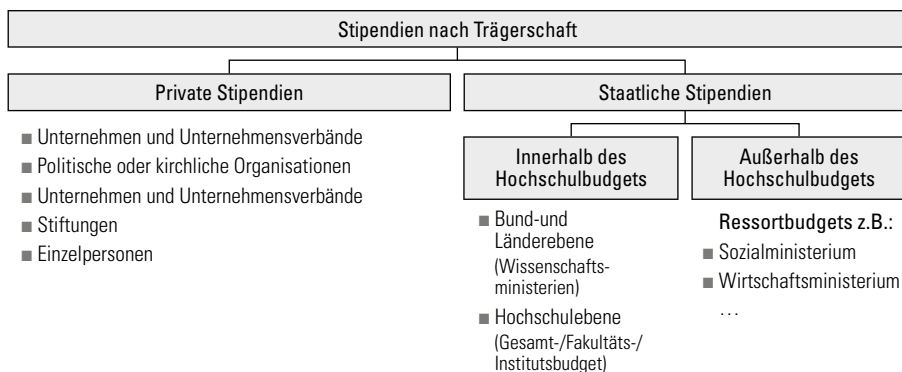 Stipendien nach Trägerschaft
Private Stipendien
■ Unternehmen und Unternehmensverbände
■ Politische oder kirchliche Organisationen
■ Unternehmen und Unternehmensverbände
■ Stiftungen
■ Einzelpersonen
Staatliche Stipendien
Innerhalb des
Hochschulbudgets
■ Bund-und
Länderebene
(Wissenschafts-
ministerien)
■ Hochschulebene
(Gesamt-/Fakultäts-/
Institutsbudget)
Außerhalb des
Hochschulbudgets
Ressortbudgets z.B.:
■ Sozialministerium
■ Wirtschaftsministerium
...